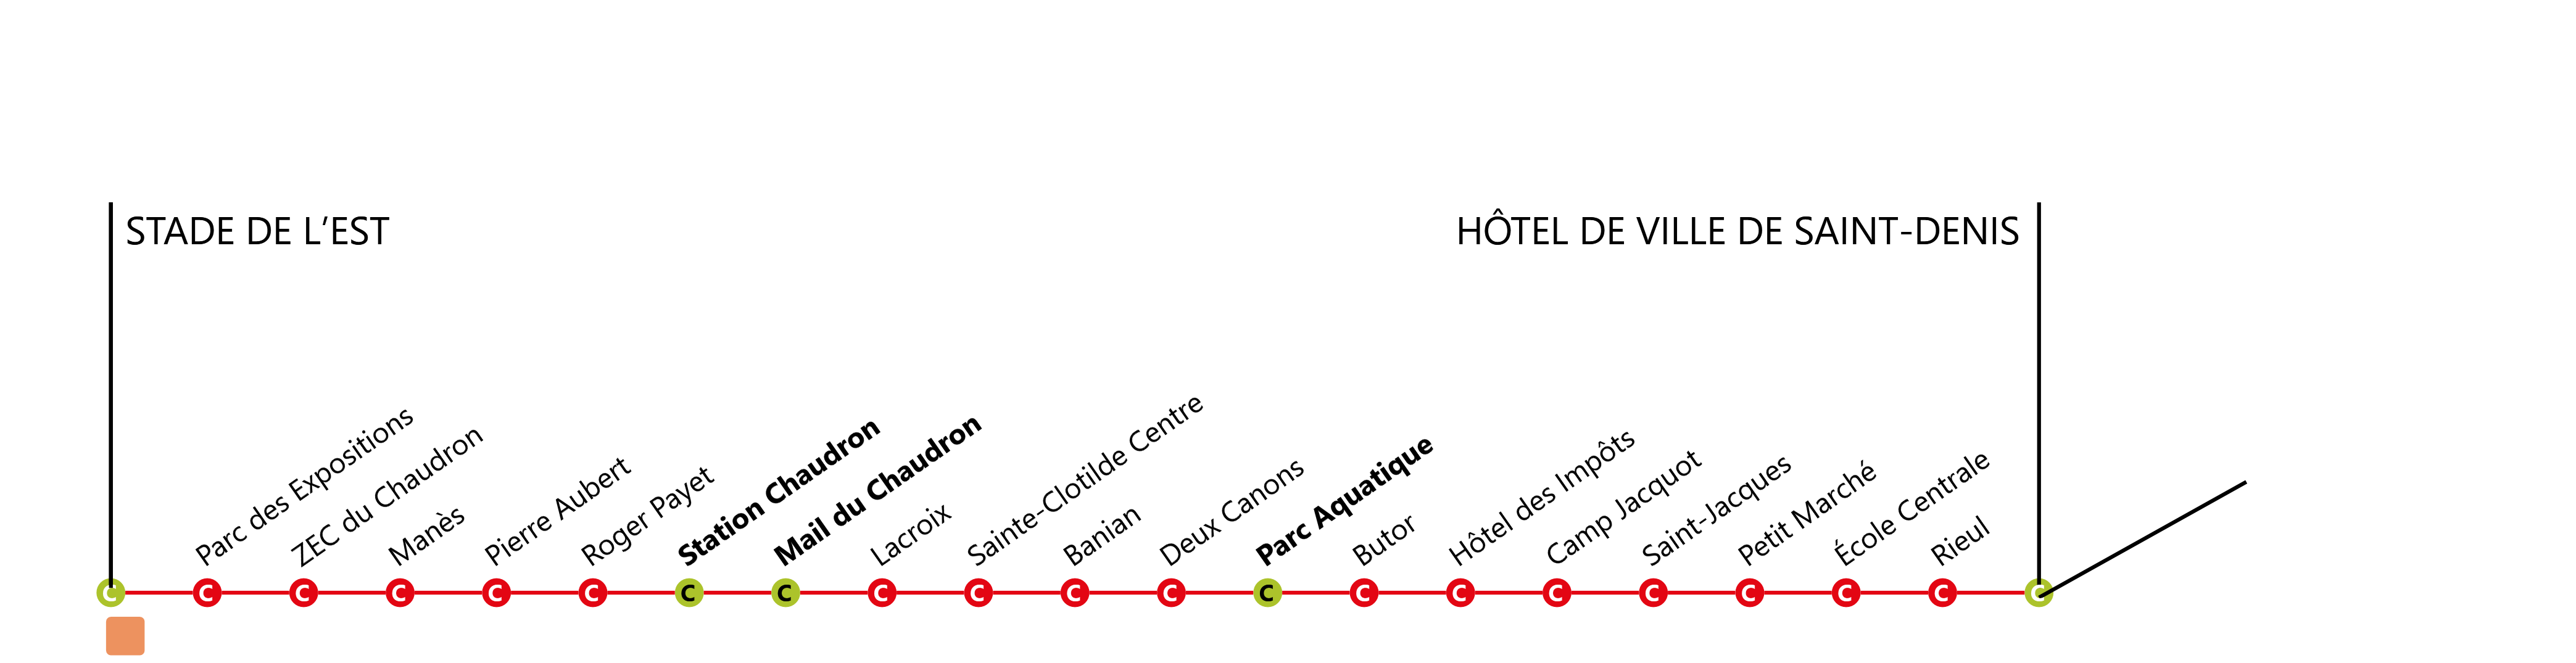 STADE DE L’EST
HÔTEL DE VILLE DE SAINT-DENIS
Parc des Expositions
ZEC du Chaudron
Manès
Pierre Aubert
Roger Payet
Station Chaudron
Mail du Chaudron
Lacroix
Sainte-Clotilde Centre
Banian
Deux Canons
Parc Aquatique
Butor
Hôtel des Impôts
Camp Jacquot
Saint-Jacques
Petit Marché
École Centrale
Rieul
C C C C C C C C C C C C C C C C C C C C C